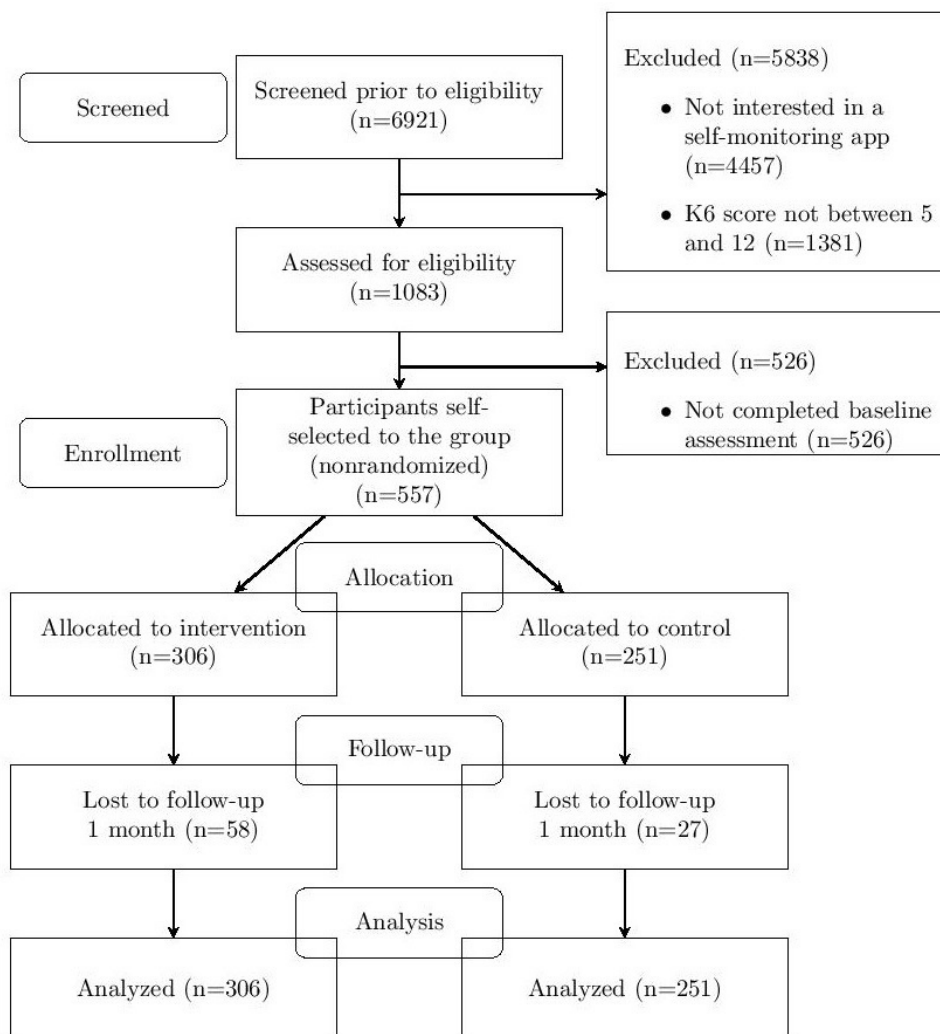 Screened
Screened prior to eligibility
(n=6921)
Excluded (n=5838)
• Not interested in a
self-monitoring app
(n=4457)
• K6 score not between 5
and 12 (n=1381)
Assessed for eligibility
(n=1083)
Excluded (n=526)
• Not completed baseline
assessment (n=526)
Enrollment
Participants self-
selected to the group
(nonrandomized)
(n=557)
Allocation
Allocated to intervention
(n=306)
Allocated to control
(n=251)
Follow-up
Lost to follow-up
1 month (n=58)
Lost to follow-up
1 month (n=27)
Analysis
Analyzed (n=306)
Analyzed (n=251)